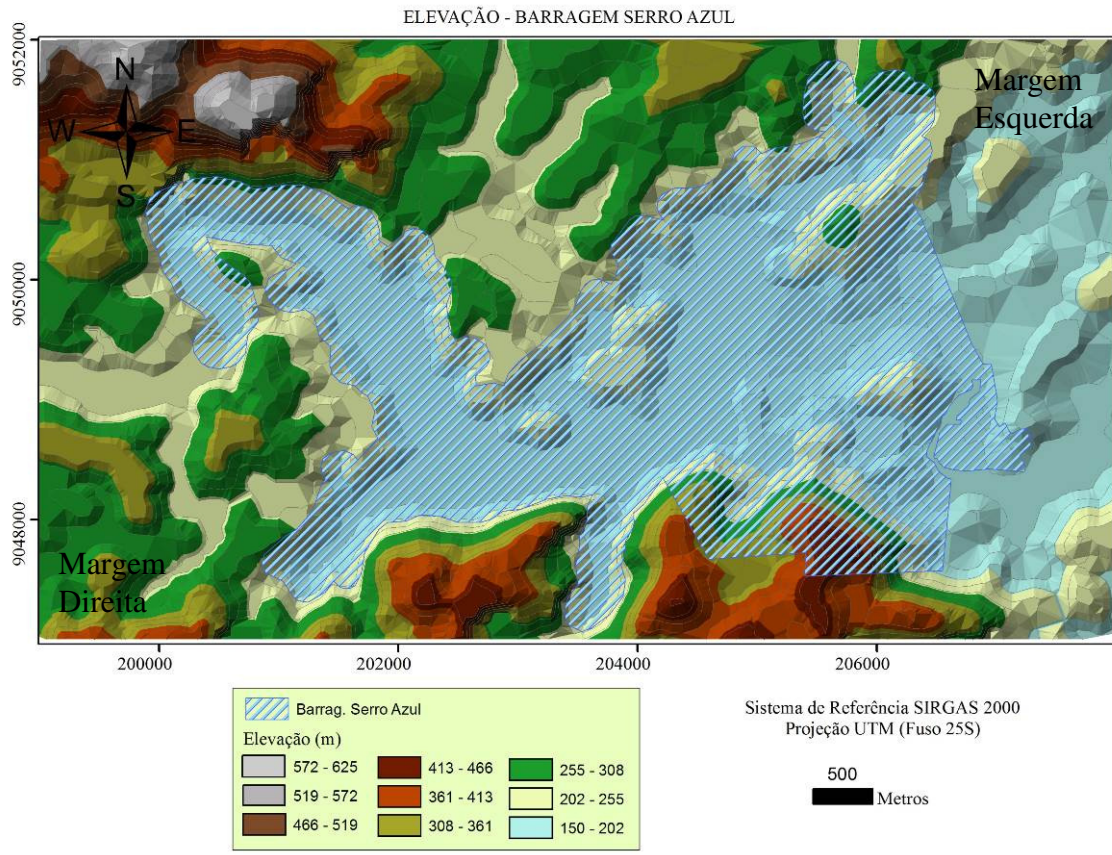 ELEVAÇÃO - BARRAGEM SERRO AZUL
9052000
9050000
9048000
N
W
E
S
Margem
Esquerda
Margem
Direita
200000
202000
204000
206000
Barrag. Serro Azul
Elevação (m)
572 - 625
413 - 466
255 - 308
519 - 572
361 - 413
202 - 255
466 - 519
308 - 361
150 - 202
Sistema de Referência SIRGAS 2000
Projeção UTM (Fuso 25S)
500
Metros